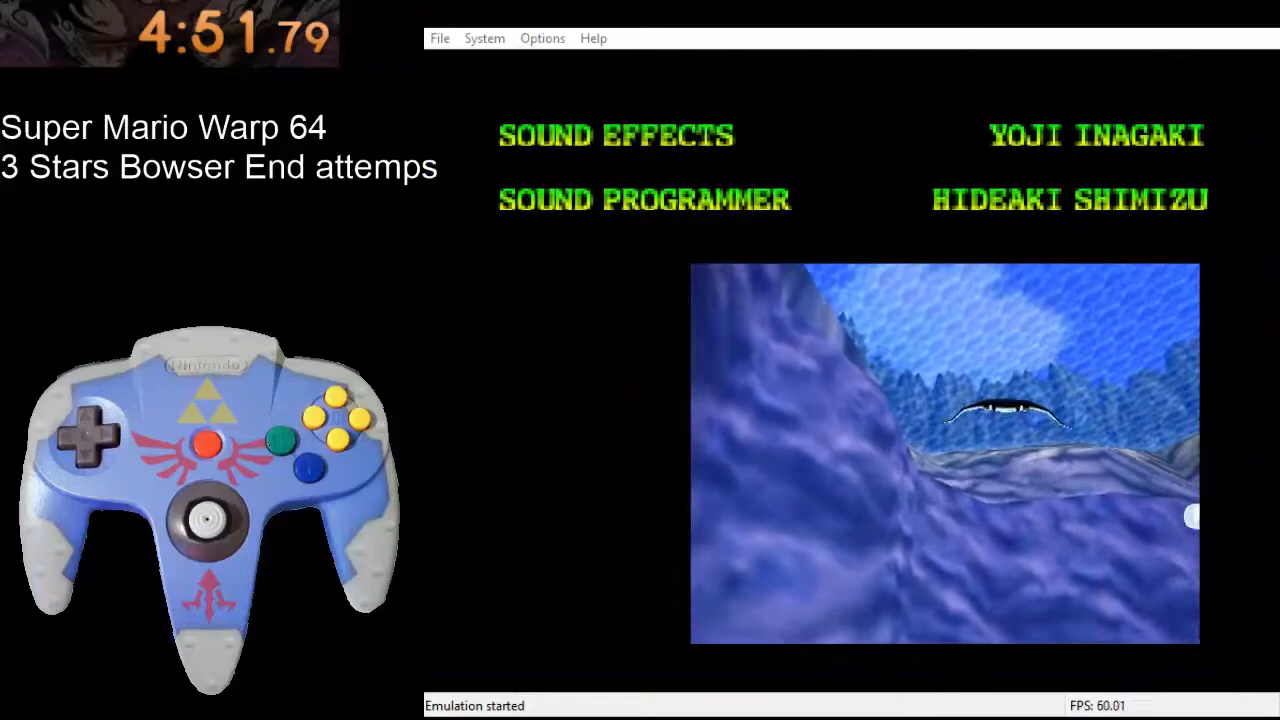 4:51.79
File System Options Help
Super Mario Warp 64
3 Stars Bowser End attemps
SOUND EFFECTS YOJI INAGAKI
SOUND PROGRAMMER HIDEAKI SHIMIZU
Nintendo
Emulation started FPS: 60.01